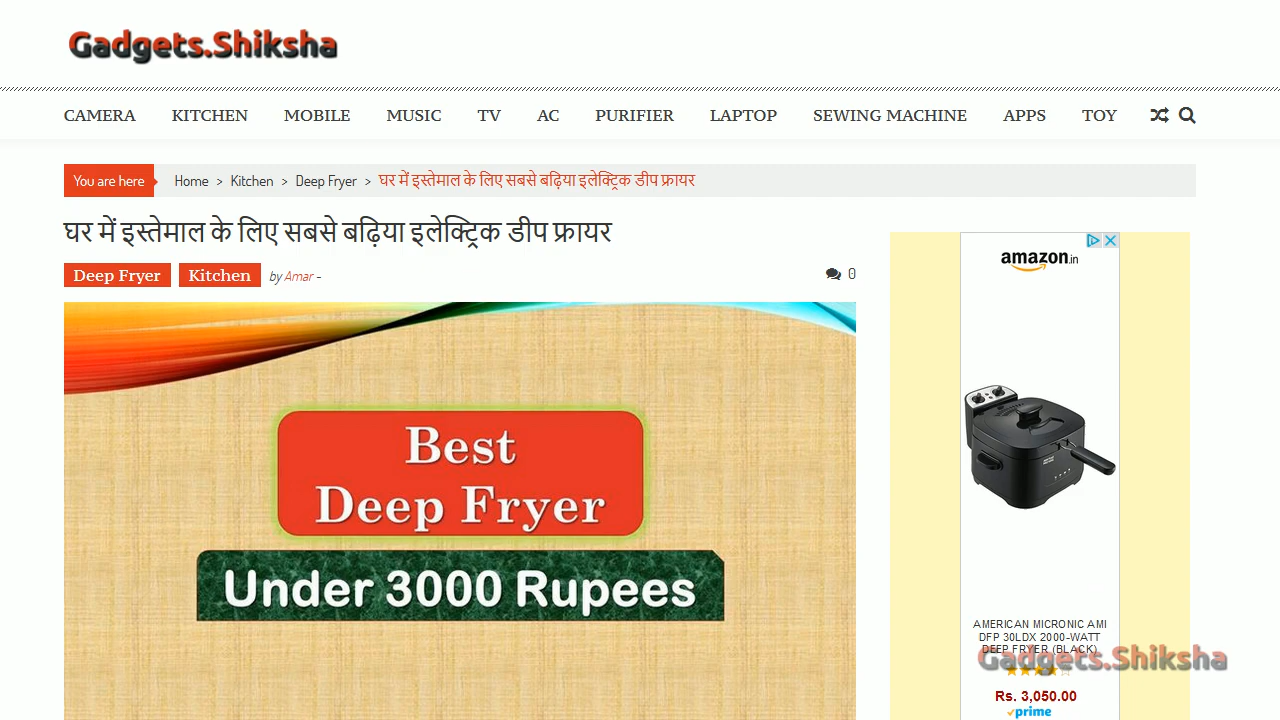 Gadgets.Shiksha
CAMERA KITCHEN MOBILE MUSIC TV AC PURIFIER LAPTOP SEWING MACHINE APPS TOY
You are here Home > Kitchen > Deep Fryer > घर में इस्तेमाल के लिए सबसे बढ़िया इलेक्ट्रिक डीप फ्रायर
घर में इस्तेमाल के लिए सबसे बढ़िया इलेक्ट्रिक डीप फ्रायर
Deep Fryer Kitchen by Amar - 0
Best
Deep Fryer
Under 3000 Rupees
amazon.in
AMERICAN MICRONIC AMI
DFP 30LDX 2000-WATT
DEEP FRYER (BLACK)
Gadgets.Shiksha
Rs. 3,050.00
prime